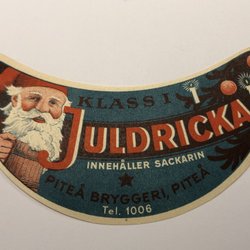 KLASS I
JULDRICKA
INNEHÅLLER SACKARIN
PITEÅ BRYGGERI, PITEÅ
Tel. 1006